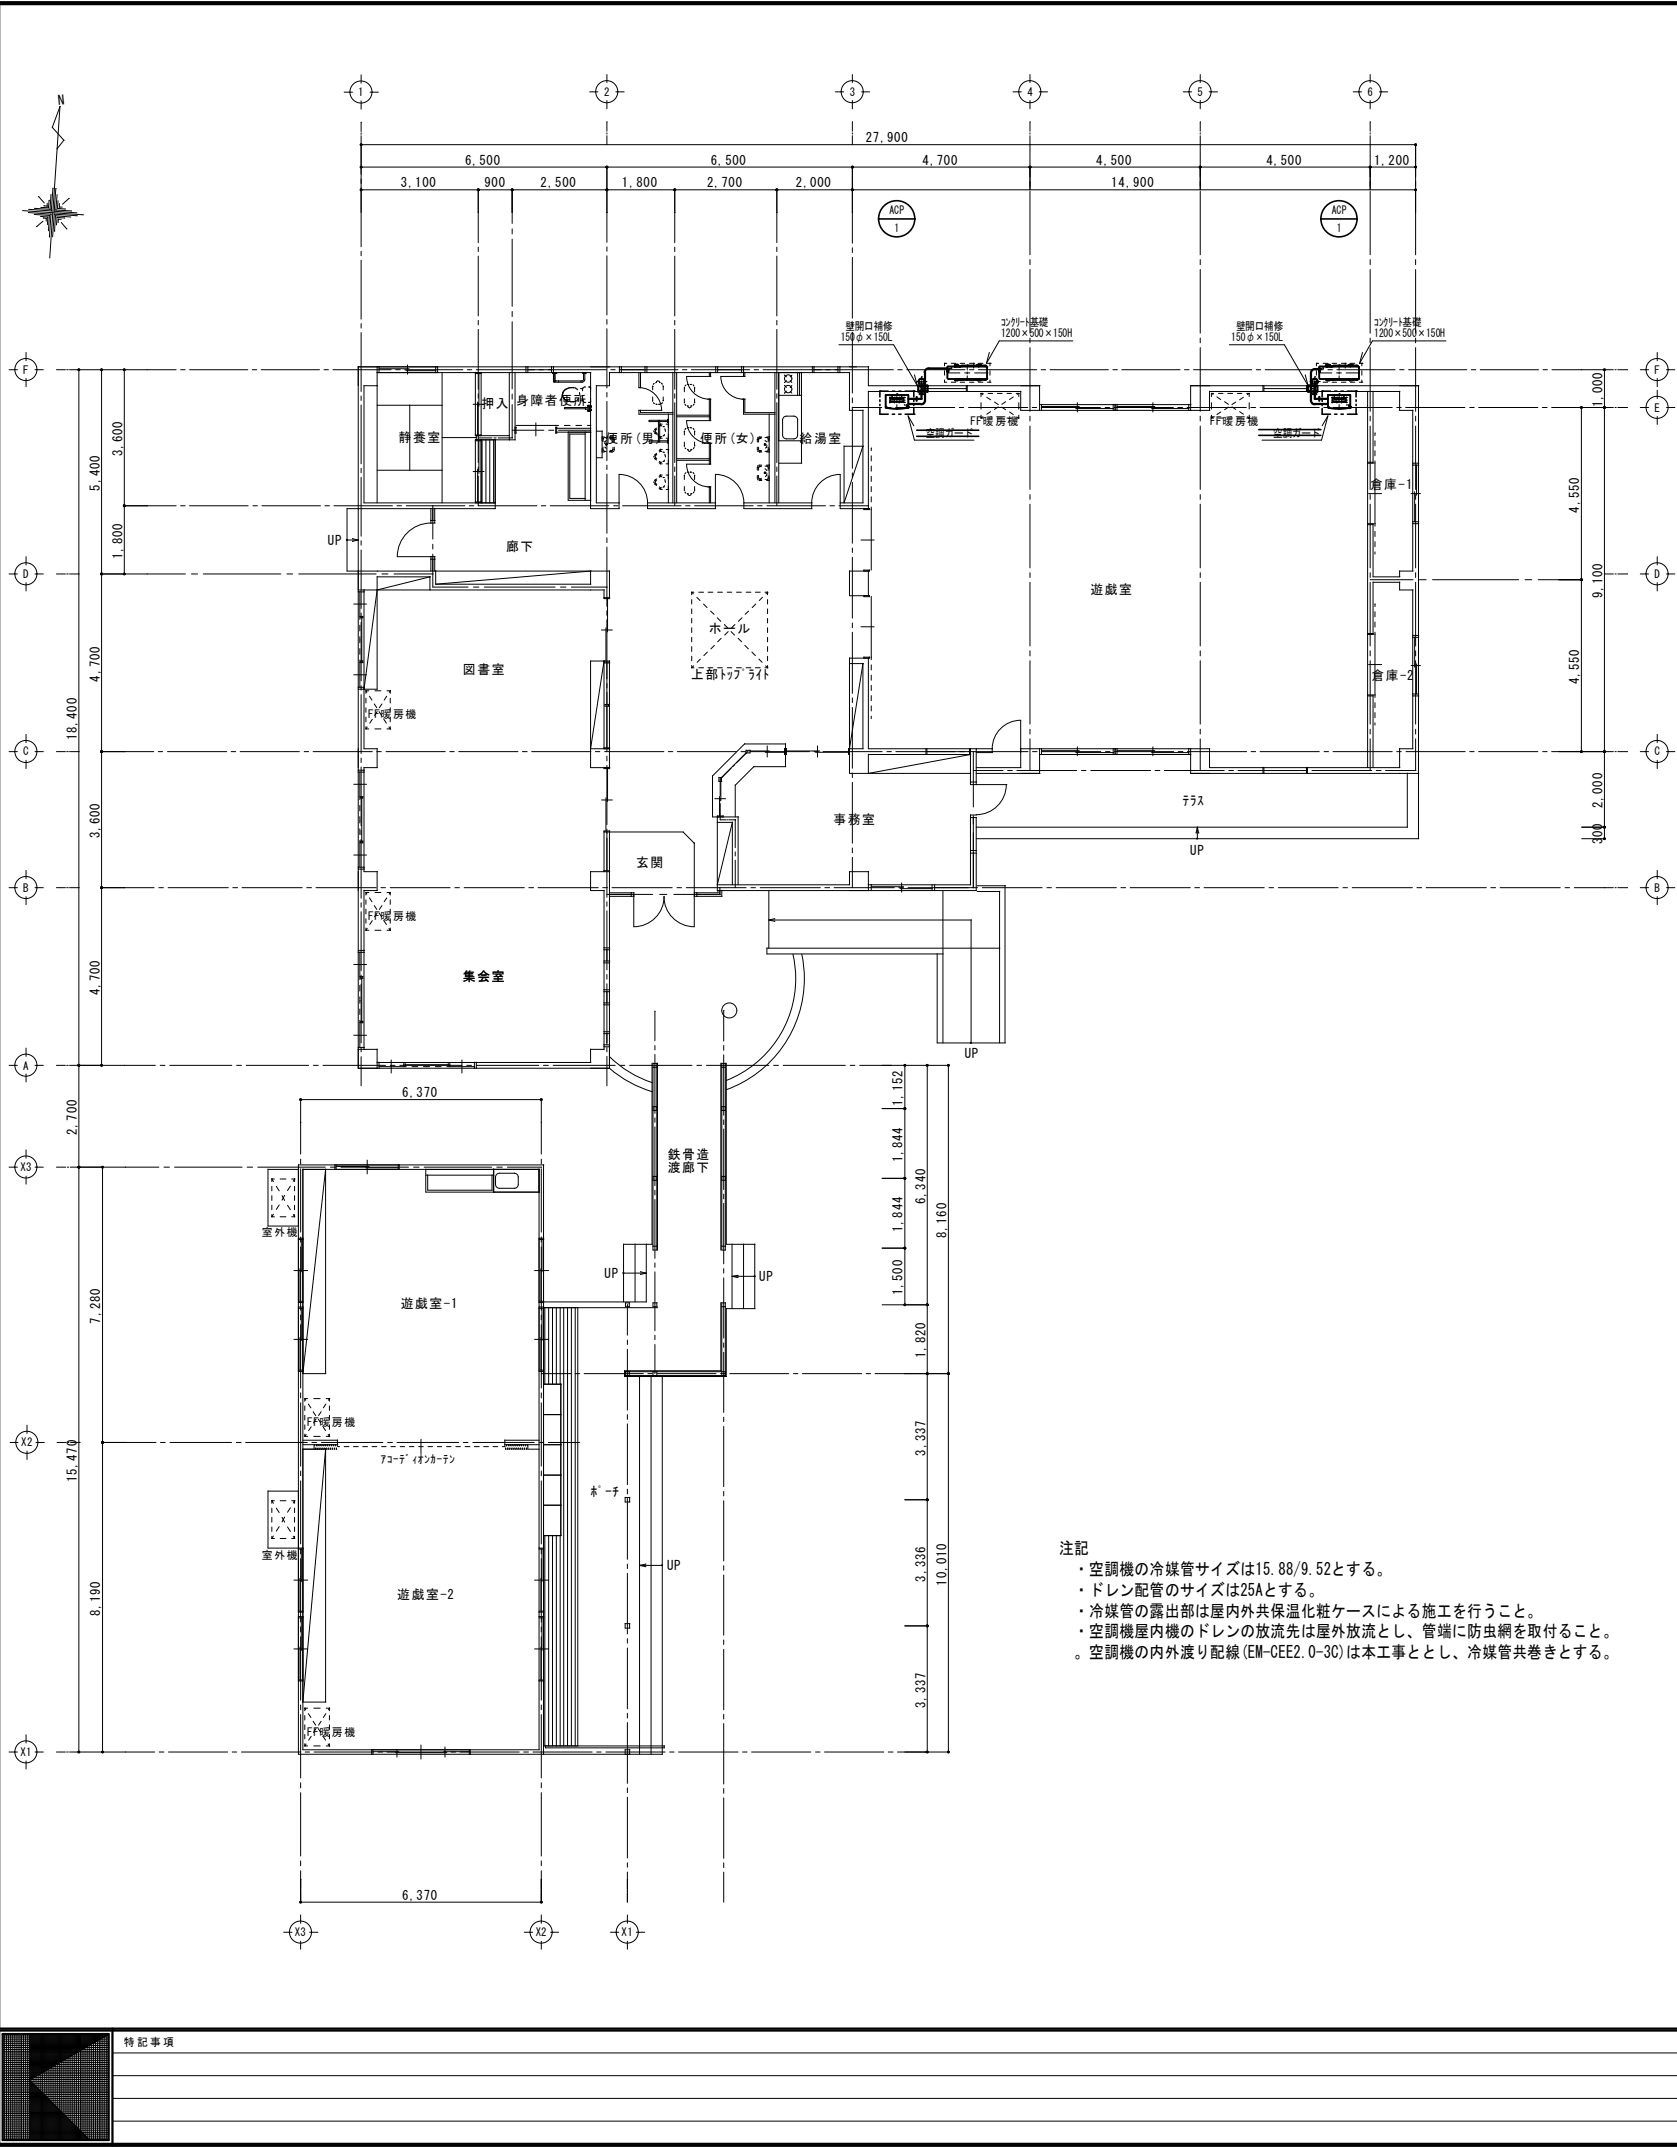 N
1 2 3 4 5 6
27,900
6,500 6,500 4,700 4,500 4,500 1,200
3,100 900 2,500 1,800 2,700 2,000 14,900
ACP
1
ACP
1
壁開口補修
150φ×150L
コンクリート基礎
1200×500×150H
壁開口補修
150φ×150L
コンクリート基礎
1200×500×150H
F F
1,000
E
押入 身障者便所
静養室 便所(男) 便所(女) 給湯室
FF暖房機 FF暖房機
空調ガード 空調ガード
3,600
5,400
4,550
倉庫-1
UP
廊下
1,800
D D
遊戯室
9,100
ホール
上部トップライト
図書室
4,700
4,550
倉庫-2
FF暖房機
18,400
C C
テラス
2,000
300
UP
3,600
事務室
玄関
B B
FF暖房機
集会室
4,700
UP
A
6,370
2,700
1,152
1,844
鉄骨造
渡廊下
X3
6,340
1,844
8,160
室外機
UP UP
1,500
遊戯室-1
7,280
1,820
FF暖房機
3,337
X2
アコーディオンカーテン
15,470
ポーチ
室外機
UP
3,336
10,010
遊戯室-2
8,190
3,337
FF暖房機
X1
注記
・空調機の冷媒管サイズは15.88/9.52とする。
・ドレン配管のサイズは25Aとする。
・冷媒管の露出部は屋内外共保温化粧ケースによる施工を行うこと。
・空調機屋内機のドレンの放流先は屋外放流とし、管端に防虫網を取付ること。
。空調機の内外渡り配線(EM-CEE2.0-3C)は本工事ととし、冷媒管共巻きとする。
6,370
X3 X2 X1
特記事項